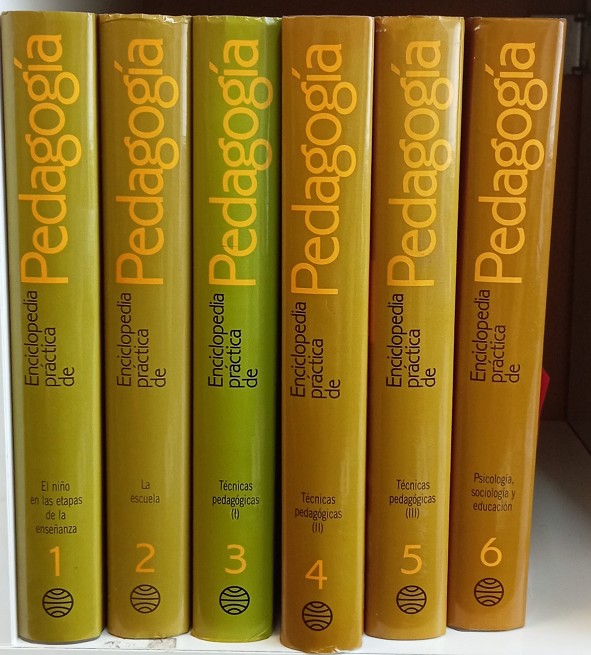 Enciclopedia
práctica
de
Pedagogía
El niño
en las etapas
de la
enseñanza
1
Enciclopedia
práctica
de
Pedagogía
La
escuela
2
Enciclopedia
práctica
de
Pedagogía
Técnicas
pedagógicas
(I)
3
Enciclopedia
práctica
de
Pedagogía
Técnicas
pedagógicas
(II)
4
Enciclopedia
práctica
de
Pedagogía
Técnicas
pedagógicas
(III)
5
Enciclopedia
práctica
de
Pedagogía
Psicología,
sociología y
educación
6